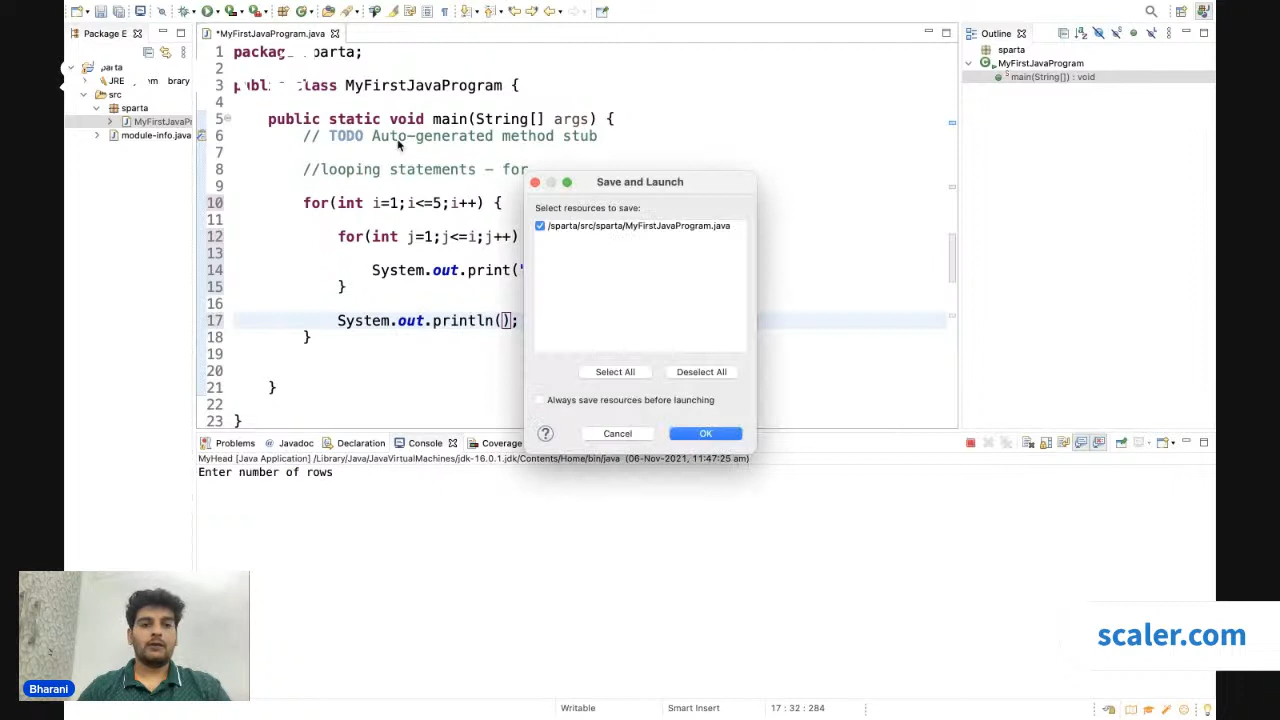 Package E
*MyFirstJavaProgram.java
Outline
parta
JRE
brary
src
sparta
MyFirstJavaPr
module-info.java
1 packag parta;
2
3 publi class MyFirstJavaProgram {
4
5 public static void main(String[] args) {
6 // TODO Auto-generated method stub
7
8 //looping statements - for
9
10 for(int i=1;i<=5;i++) {
11
12 for(int j=1;j<=i;j++)
13
14 System.out.print("
15 }
16
17 System.out.println();
18 }
19
20
21 }
22
23 }
Save and Launch
Select resources to save:
/sparta/src/sparta/MyFirstJavaProgram.java
Select All
Deselect All
Always save resources before launching
?
Cancel
OK
sparta
MyFirstJavaProgram
main(String[]) : void
Problems
@ Javadoc
Declaration
Console
Coverage
MyHead [Java Application] /Library/Java/JavaVirtualMachines/jdk-16.0.1.jdk/Contents/Home/bin/java (06-Nov-2021, 11:47:25 am)
Enter number of rows
Bharani
scaler.com
Writable
Smart Insert
17 : 32 : 284